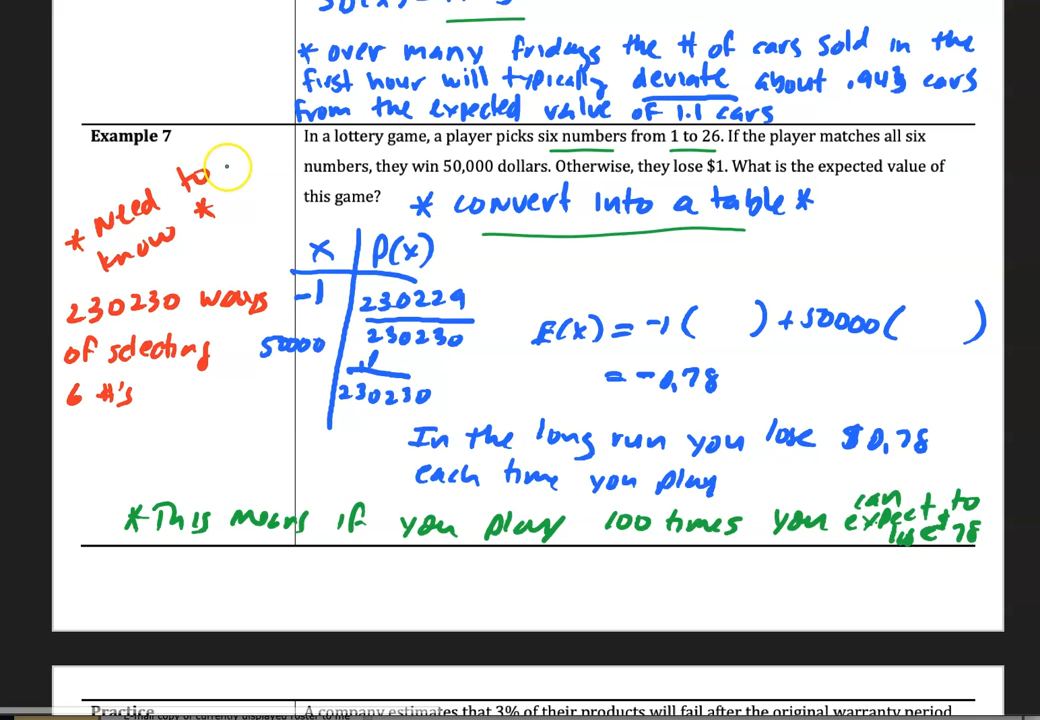 * over many fridays the # of cars sold in the
first hour will typically deviate about .943 cars
from the expected value of 1.1 cars
Example 7
In a lottery game, a player picks six numbers from 1 to 26. If the player matches all six
numbers, they win 50,000 dollars. Otherwise, they lose $1. What is the expected value of
this game?
* convert into a table *
* Need to
know *
230230 ways
of selecting
6 #'s
x P(x)
-1 230229
230230
50000 1
230230
E(x) = -1( ) + 50000( )
= -0.78
In the long run you lose $0.78
each time you play
* This means if you play 100 times you can expect to
lose $78
Practice
A company estimates that 3% of their products will fail after the original warranty period